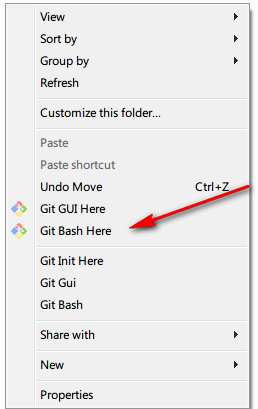 View
Sort by
Group by
Refresh
Customize this folder...
Paste
Paste shortcut
Undo Move Ctrl+Z
Git GUI Here
Git Bash Here
Git Init Here
Git Gui
Git Bash
Share with
New
Properties